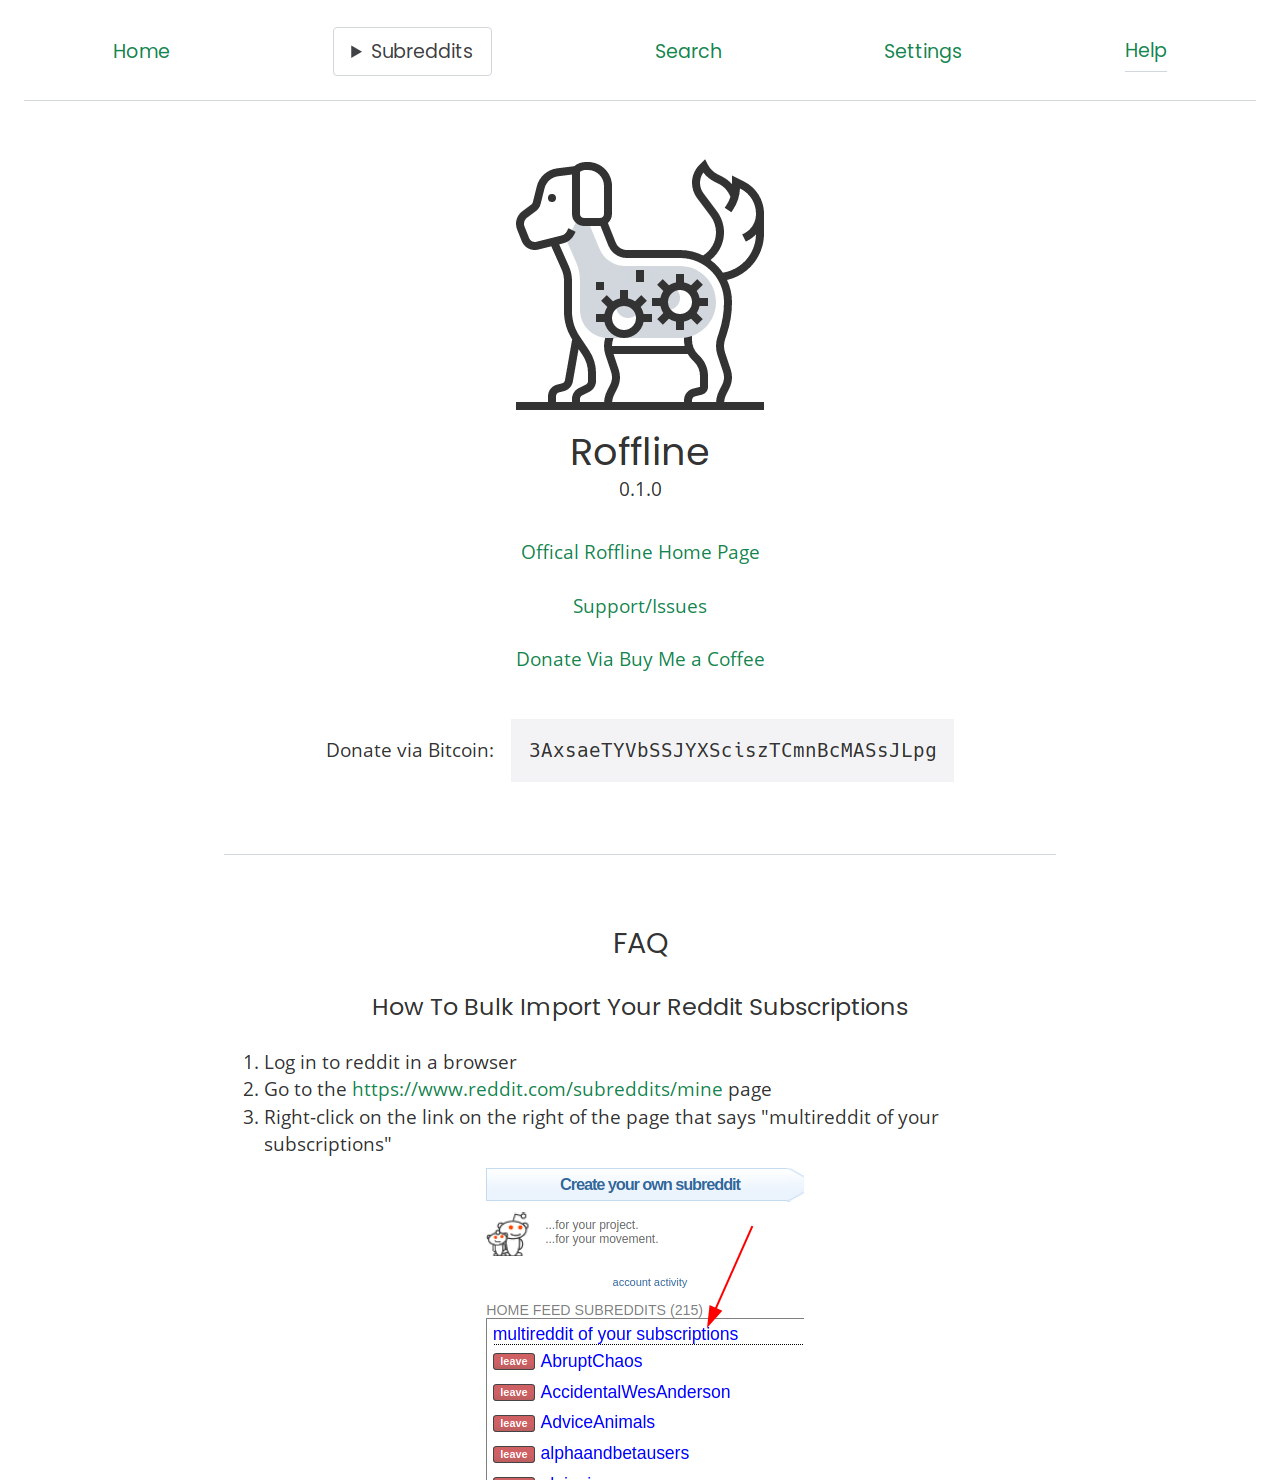 Home
Subreddits
Search
Settings
Help
Roffline
0.1.0
Offical Roffline Home Page
Support/Issues
Donate Via Buy Me a Coffee
Donate via Bitcoin:
3AxsaeTYVbSSJYXSciszTCmnBcMASsJLpg
FAQ
How To Bulk Import Your Reddit Subscriptions
1. Log in to reddit in a browser
2. Go to the https://www.reddit.com/subreddits/mine page
3. Right-click on the link on the right of the page that says "multireddit of your
subscriptions"
Create your own subreddit
...for your project.
...for your movement.
account activity
HOME FEED SUBREDDITS (215)
multireddit of your subscriptions
leave AbruptChaos
leave AccidentalWesAnderson
leave AdviceAnimals
leave alphaandbetausers